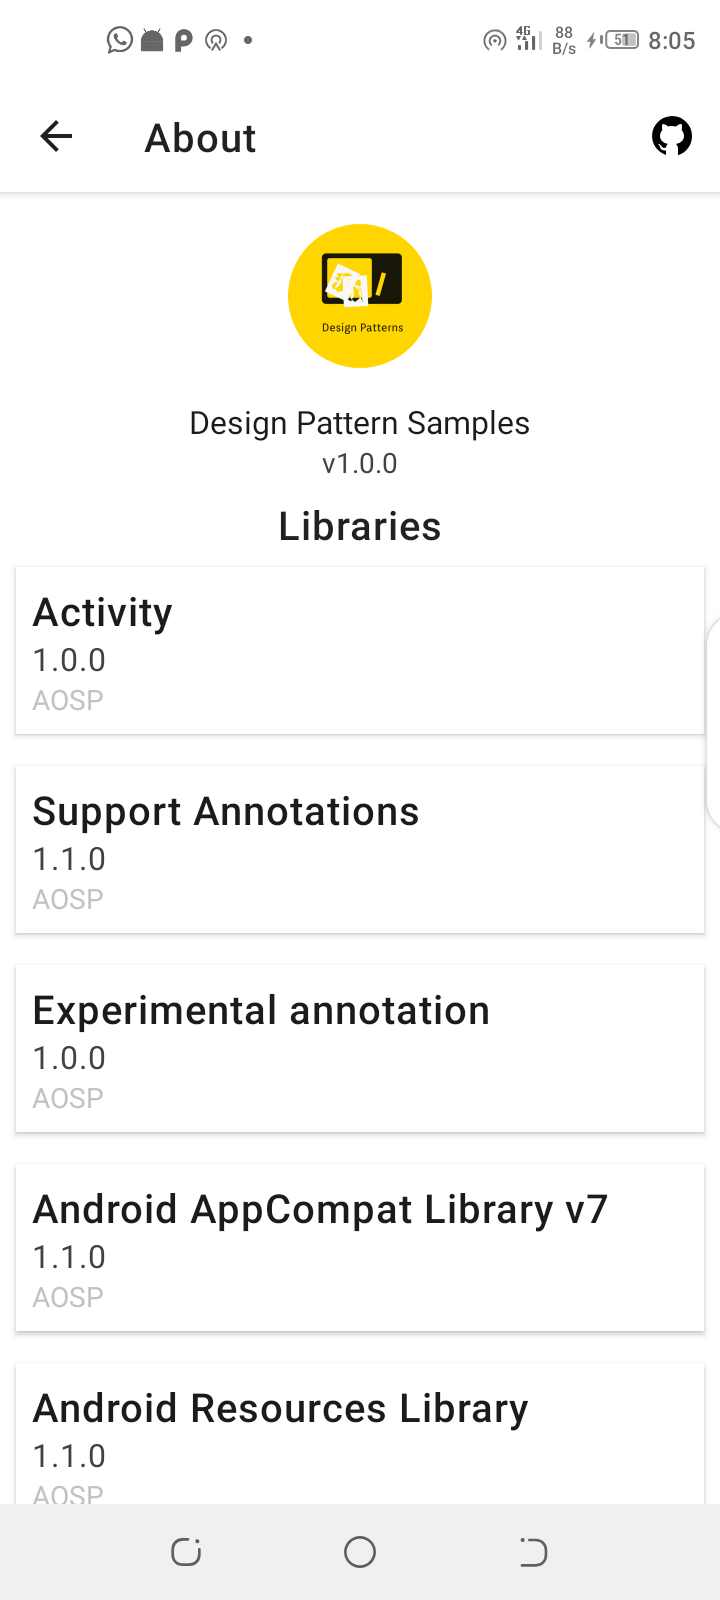 4G
88
B/s
51
8:05
About
Design Patterns
Design Pattern Samples
v1.0.0
Libraries
Activity
1.0.0
AOSP
Support Annotations
1.1.0
AOSP
Experimental annotation
1.0.0
AOSP
Android AppCompat Library v7
1.1.0
AOSP
Android Resources Library
1.1.0
AOSP